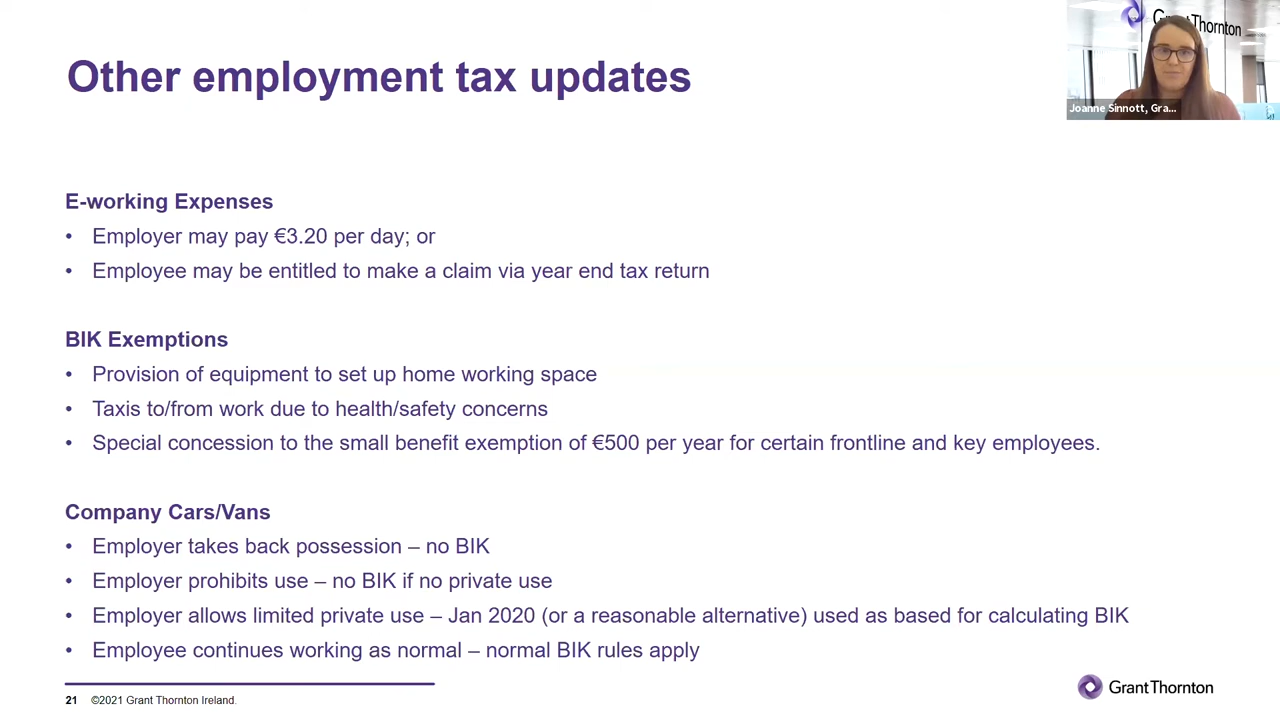 Other employment tax updates
Grant Thornton
Joanne Sinnott, Gra...
E-working Expenses
• Employer may pay €3.20 per day; or
• Employee may be entitled to make a claim via year end tax return
BIK Exemptions
• Provision of equipment to set up home working space
• Taxis to/from work due to health/safety concerns
• Special concession to the small benefit exemption of €500 per year for certain frontline and key employees.
Company Cars/Vans
• Employer takes back possession – no BIK
• Employer prohibits use – no BIK if no private use
• Employer allows limited private use – Jan 2020 (or a reasonable alternative) used as based for calculating BIK
• Employee continues working as normal – normal BIK rules apply
21 ©2021 Grant Thornton Ireland.
Grant Thornton